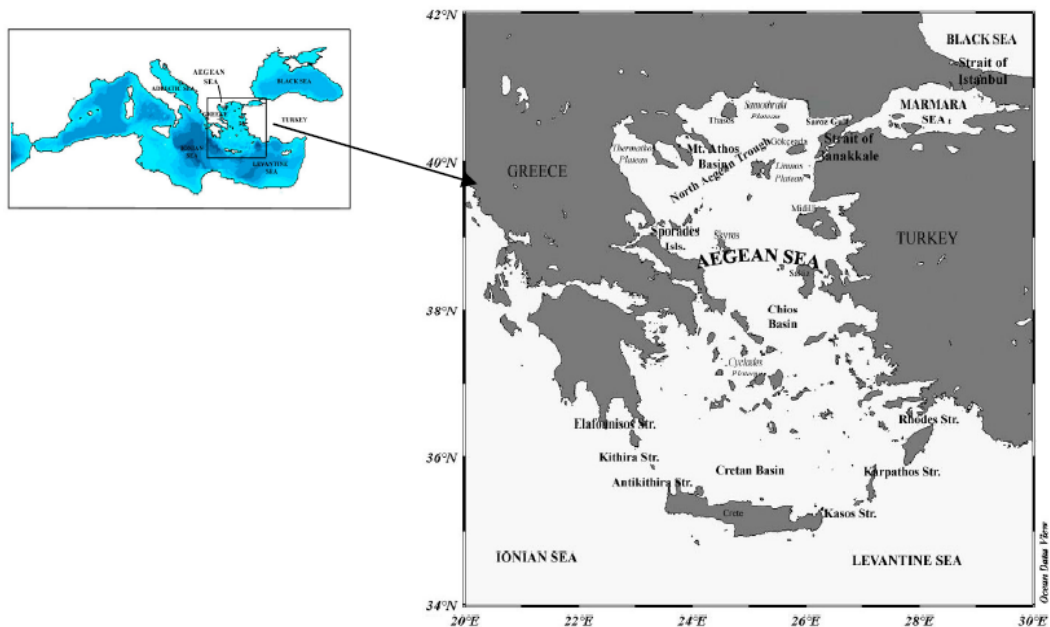 AEGEAN
SEA
BLACK SEA
ADRIATIC SEA
TURKEY
IONIAN
SEA
LEVANTINE
SEA
42°N
40°N
38°N
36°N
34°N
20°E
22°E
24°E
26°E
28°E
30°E
BLACK SEA
Strait of
Istanbul
MARMARA
SEA
Thasos
Samothraki
Plateau
Saroz Gulf
Strait of
Çanakkale
Gökçeada
Mt. Athos
Basin
North Aegean Trough
Limnos
Plateau
Plateau
GREECE
Midilli
Sporades
Isls.
Skyros
TURKEY
AEGEAN SEA
Chios
Basin
Cyclades
Plateau
Elafonnisos Str.
Rhodes Str.
Kithira Str.
Cretan Basin
Karpathos Str.
Antikithira Str.
Crete
Kasos Str.
IONIAN SEA
LEVANTINE SEA
Ocean Data View